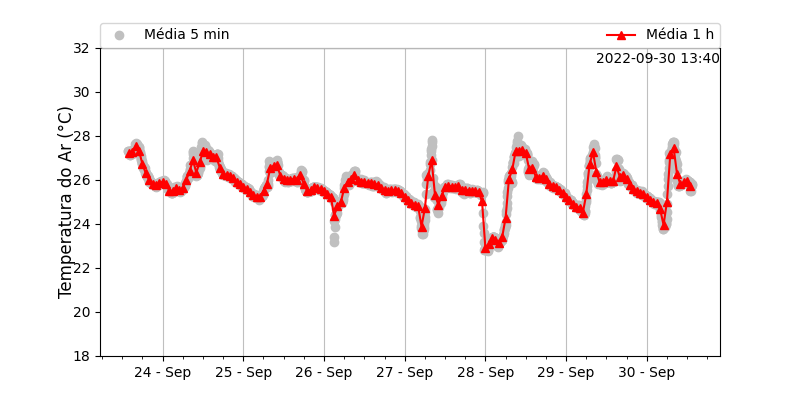 Média 5 min
Média 1 h
2022-09-30 13:40
Temperatura do Ar (°C)
32
30
28
26
24
22
20
18
24 - Sep
25 - Sep
26 - Sep
27 - Sep
28 - Sep
29 - Sep
30 - Sep